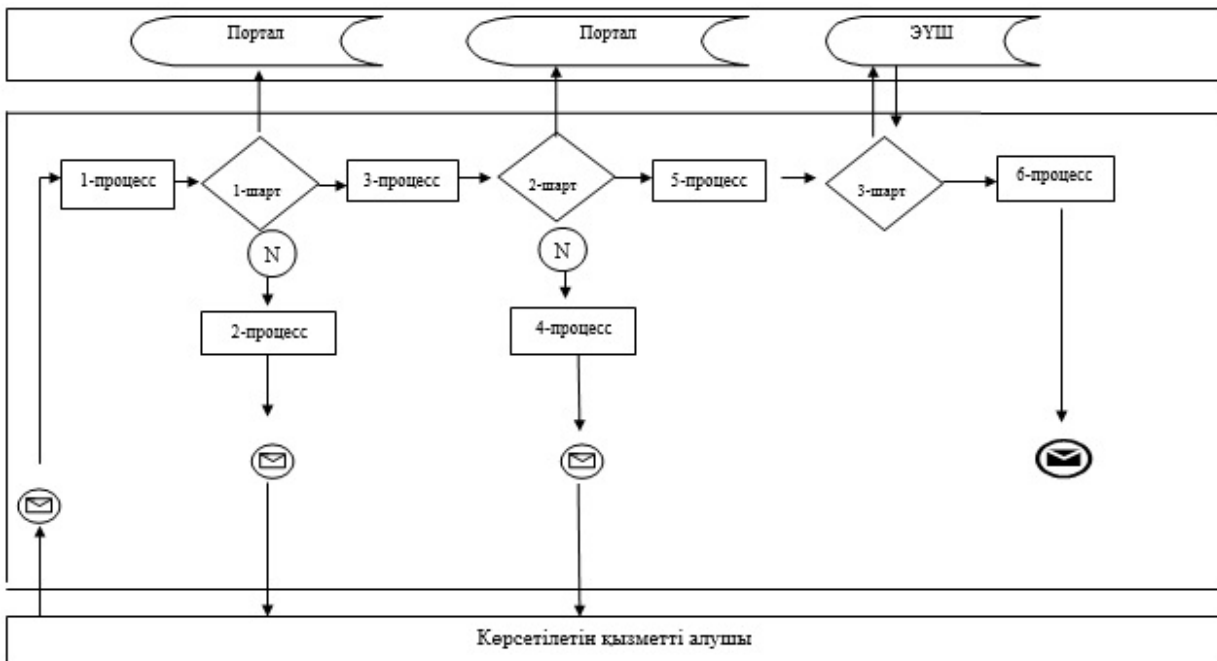 Портал
Портал
ЭҮШ
1-процесс
1-шарт
3-процесс
2-шарт
5-процесс
3-шарт
6-процесс
N
N
2-процесс
4-процесс
Көрсетілетін қызметті алушы